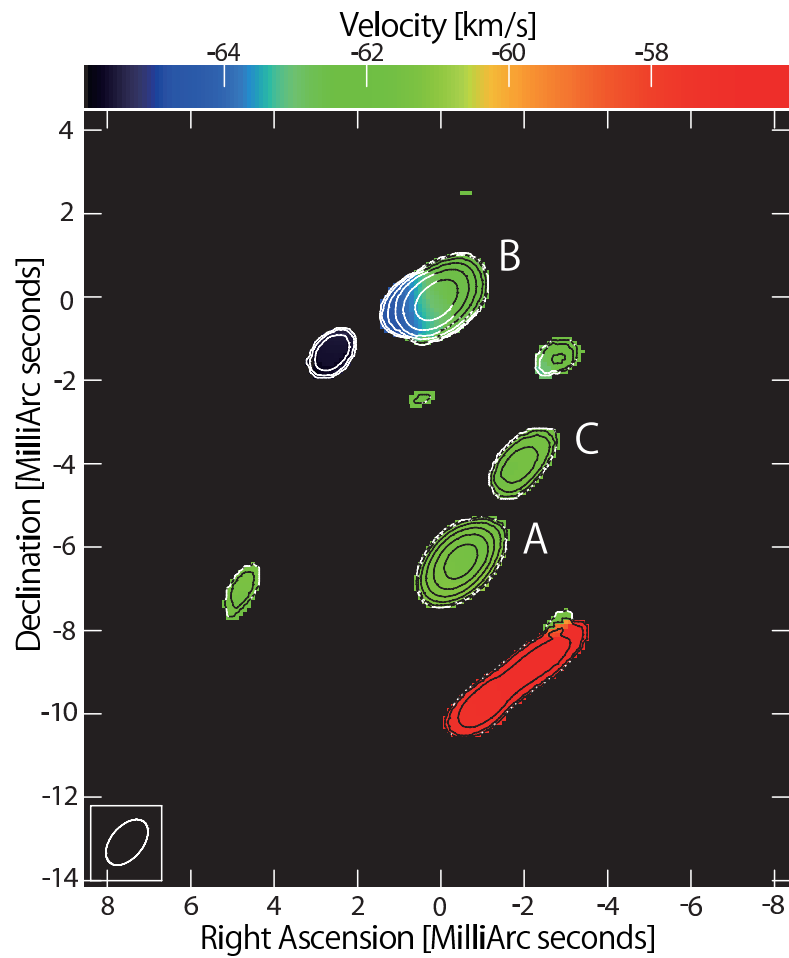 Velocity [km/s]
-64 -62 -60 -58
4
2
0
-2
-4
-6
-8
-10
-12
-14
B
C
A
Declination [MilliArc seconds]
8 6 4 2 0 -2 -4 -6 -8
Right Ascension [MilliArc seconds]